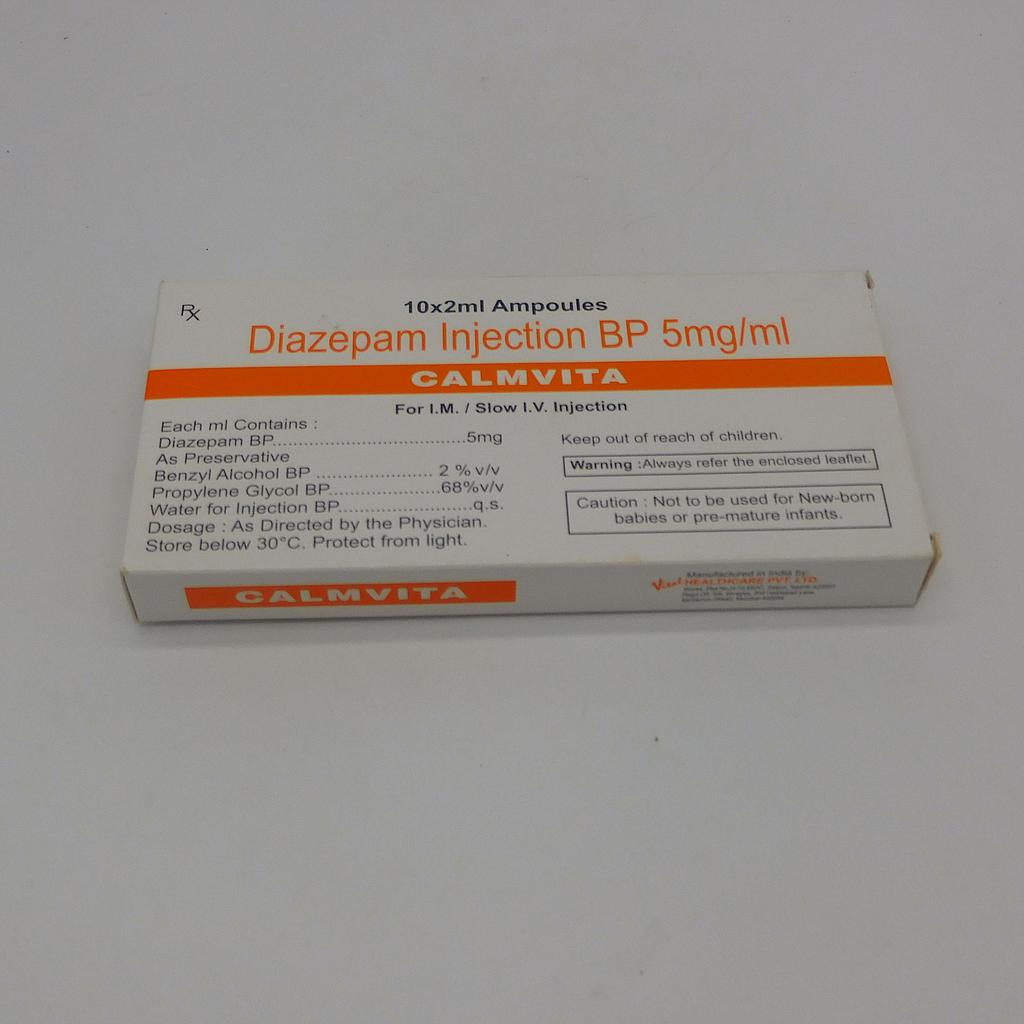 Rx
10x2ml Ampoules
Diazepam Injection BP 5mg/ml
CALMVITA
For I.M. / Slow I.V. Injection
Each ml Contains :
Diazepam BP...................................5mg
As Preservative
Benzyl Alcohol BP ..................... 2 % v/v
Propylene Glycol BP....................68%v/v
Water for Injection BP........................q.s.
Dosage : As Directed by the Physician.
Store below 30°C. Protect from light.
Keep out of reach of children.
Warning :Always refer the enclosed leaflet.
Caution : Not to be used for New-born
babies or pre-mature infants.
CALMVITA
Manufactured in India by:
Vital HEALTHCARE PVT. LTD.